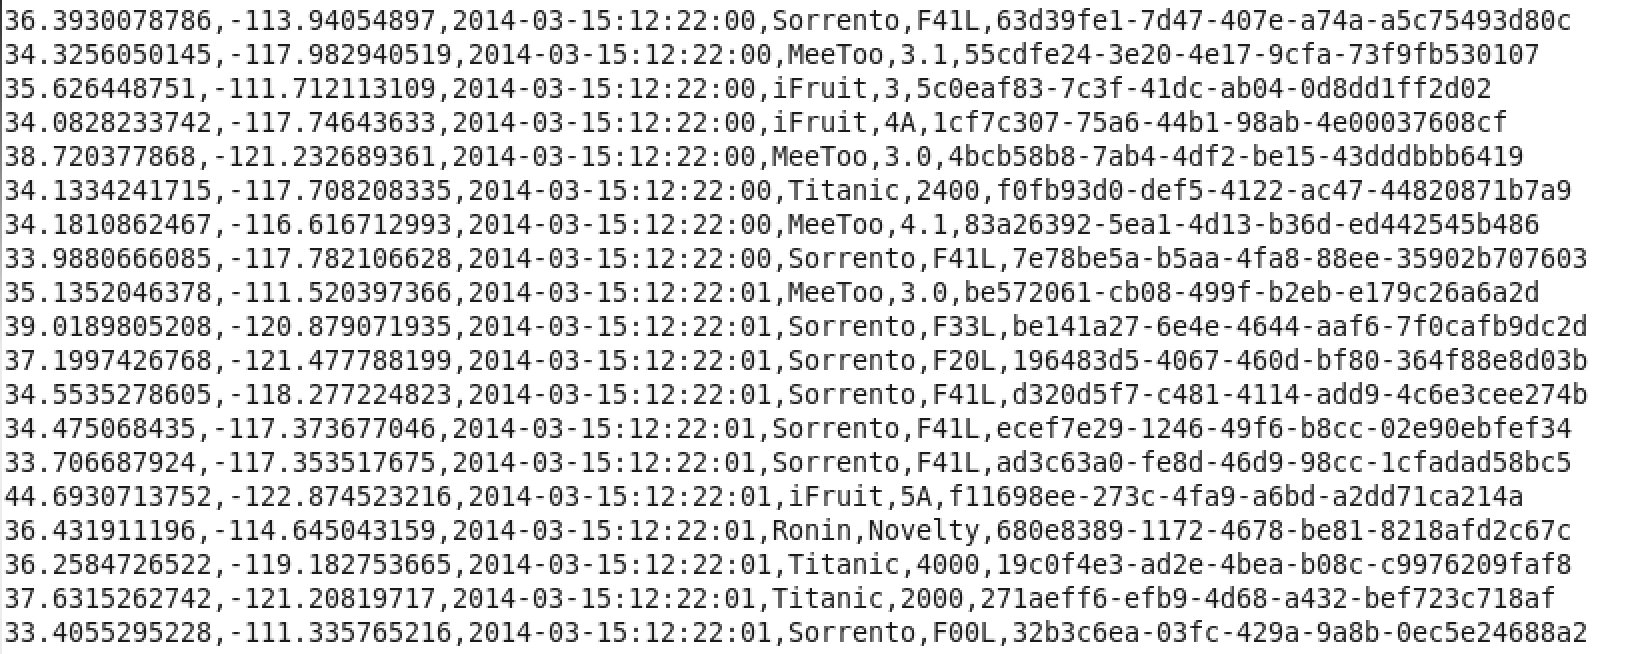 36.3930078786,-113.94054897,2014-03-15:12:22:00,Sorrento,F41L,63d39fe1-7d47-407e-a74a-a5c75493d80c
34.3256050145,-117.982940519,2014-03-15:12:22:00,MeeToo,3.1,55cdfe24-3e20-4e17-9cfa-73f9fb530107
35.626448751,-111.712113109,2014-03-15:12:22:00,iFruit,3,5c0eaf83-7c3f-41dc-ab04-0d8dd1ff2d02
34.0828233742,-117.74643633,2014-03-15:12:22:00,iFruit,4A,1cf7c307-75a6-44b1-98ab-4e00037608cf
38.720377868,-121.232689361,2014-03-15:12:22:00,MeeToo,3.0,4bcb58b8-7ab4-4df2-be15-43dddbbb6419
34.1334241715,-117.708208335,2014-03-15:12:22:00,Titanic,2400,f0fb93d0-def5-4122-ac47-44820871b7a9
34.1810862467,-116.616712993,2014-03-15:12:22:00,MeeToo,4.1,83a26392-5ea1-4d13-b36d-ed442545b486
33.9880666085,-117.782106628,2014-03-15:12:22:00,Sorrento,F41L,7e78be5a-b5aa-4fa8-88ee-35902b707603
35.1352046378,-111.520397366,2014-03-15:12:22:01,MeeToo,3.0,be572061-cb08-499f-b2eb-e179c26a6a2d
39.0189805208,-120.879071935,2014-03-15:12:22:01,Sorrento,F33L,be141a27-6e4e-4644-aaf6-7f0cafb9dc2d
37.1997426768,-121.477788199,2014-03-15:12:22:01,Sorrento,F20L,196483d5-4067-460d-bf80-364f88e8d03b
34.5535278605,-118.277224823,2014-03-15:12:22:01,Sorrento,F41L,d320d5f7-c481-4114-add9-4c6e3cee274b
34.475068435,-117.373677046,2014-03-15:12:22:01,Sorrento,F41L,ecef7e29-1246-49f6-b8cc-02e90ebfef34
33.706687924,-117.353517675,2014-03-15:12:22:01,Sorrento,F41L,ad3c63a0-fe8d-46d9-98cc-1cfadad58bc5
44.6930713752,-122.874523216,2014-03-15:12:22:01,iFruit,5A,f11698ee-273c-4fa9-a6bd-a2dd71ca214a
36.431911196,-114.645043159,2014-03-15:12:22:01,Ronin,Novelty,680e8389-1172-4678-be81-8218afd2c67c
36.2584726522,-119.182753665,2014-03-15:12:22:01,Titanic,4000,19c0f4e3-ad2e-4bea-b08c-c9976209faf8
37.6315262742,-121.20819717,2014-03-15:12:22:01,Titanic,2000,271aeff6-efb9-4d68-a432-bef723c718af
33.4055295228,-111.335765216,2014-03-15:12:22:01,Sorrento,F00L,32b3c6ea-03fc-429a-9a8b-0ec5e24688a2